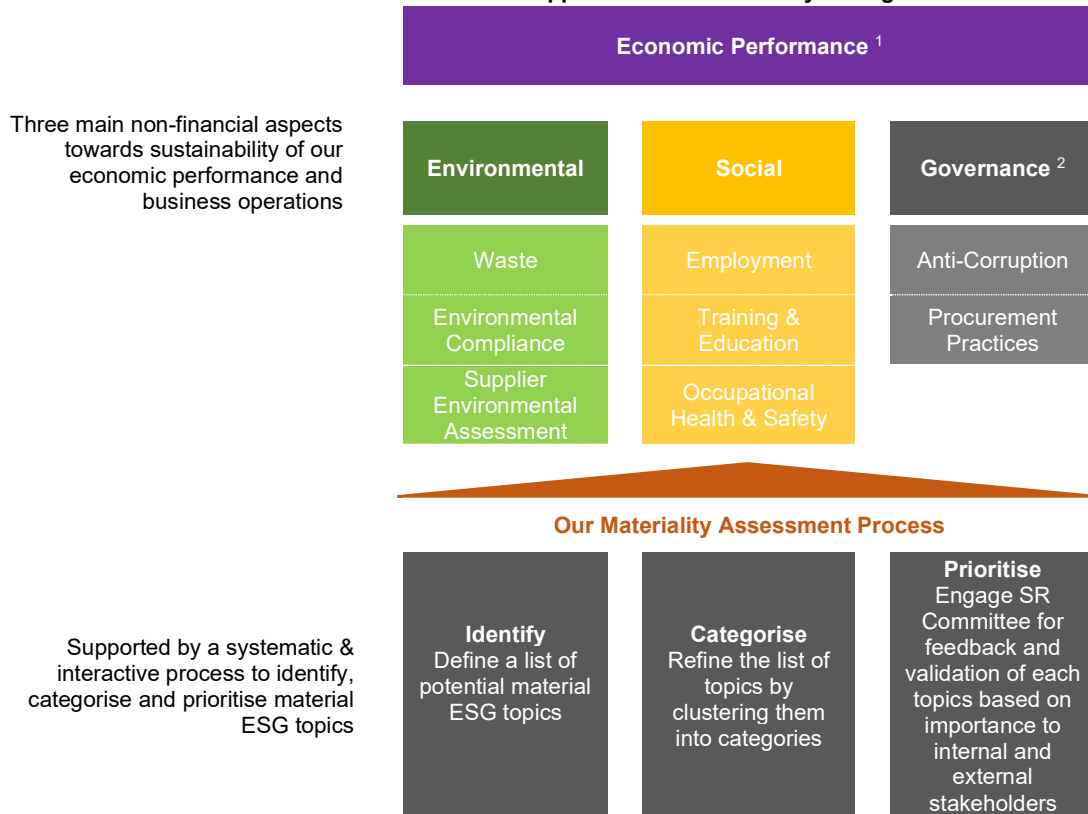 Economic Performance 1
Three main non-financial aspects
towards sustainability of our
economic performance and
business operations
Environmental
Social
Governance 2
Waste
Employment
Anti-Corruption
Environmental
Compliance
Training &
Education
Procurement
Practices
Supplier
Environmental
Assessment
Occupational
Health & Safety
Our Materiality Assessment Process
Supported by a systematic &
interactive process to identify,
categorise and prioritise material
ESG topics
Identify
Define a list of
potential material
ESG topics
Categorise
Refine the list of
topics by
clustering them
into categories
Prioritise
Engage SR
Committee for
feedback and
validation of each
topics based on
importance to
internal and
external
stakeholders